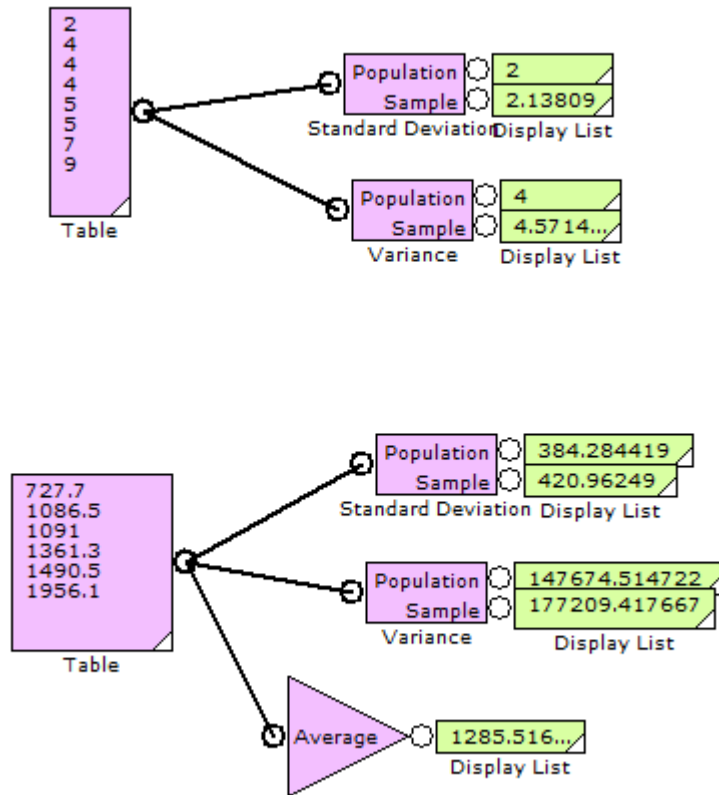 2
4
4
4
5
5
7
9
Table
Population
2
Sample
2.13809
Standard Deviation
Display List
Population
4
Sample
4.5714...
Variance
Display List
727.7
1086.5
1091
1361.3
1490.5
1956.1
Table
Population
384.284419
Sample
420.96249
Standard Deviation
Display List
Population
147674.514722
Sample
177209.417667
Variance
Display List
Average
1285.516...
Display List